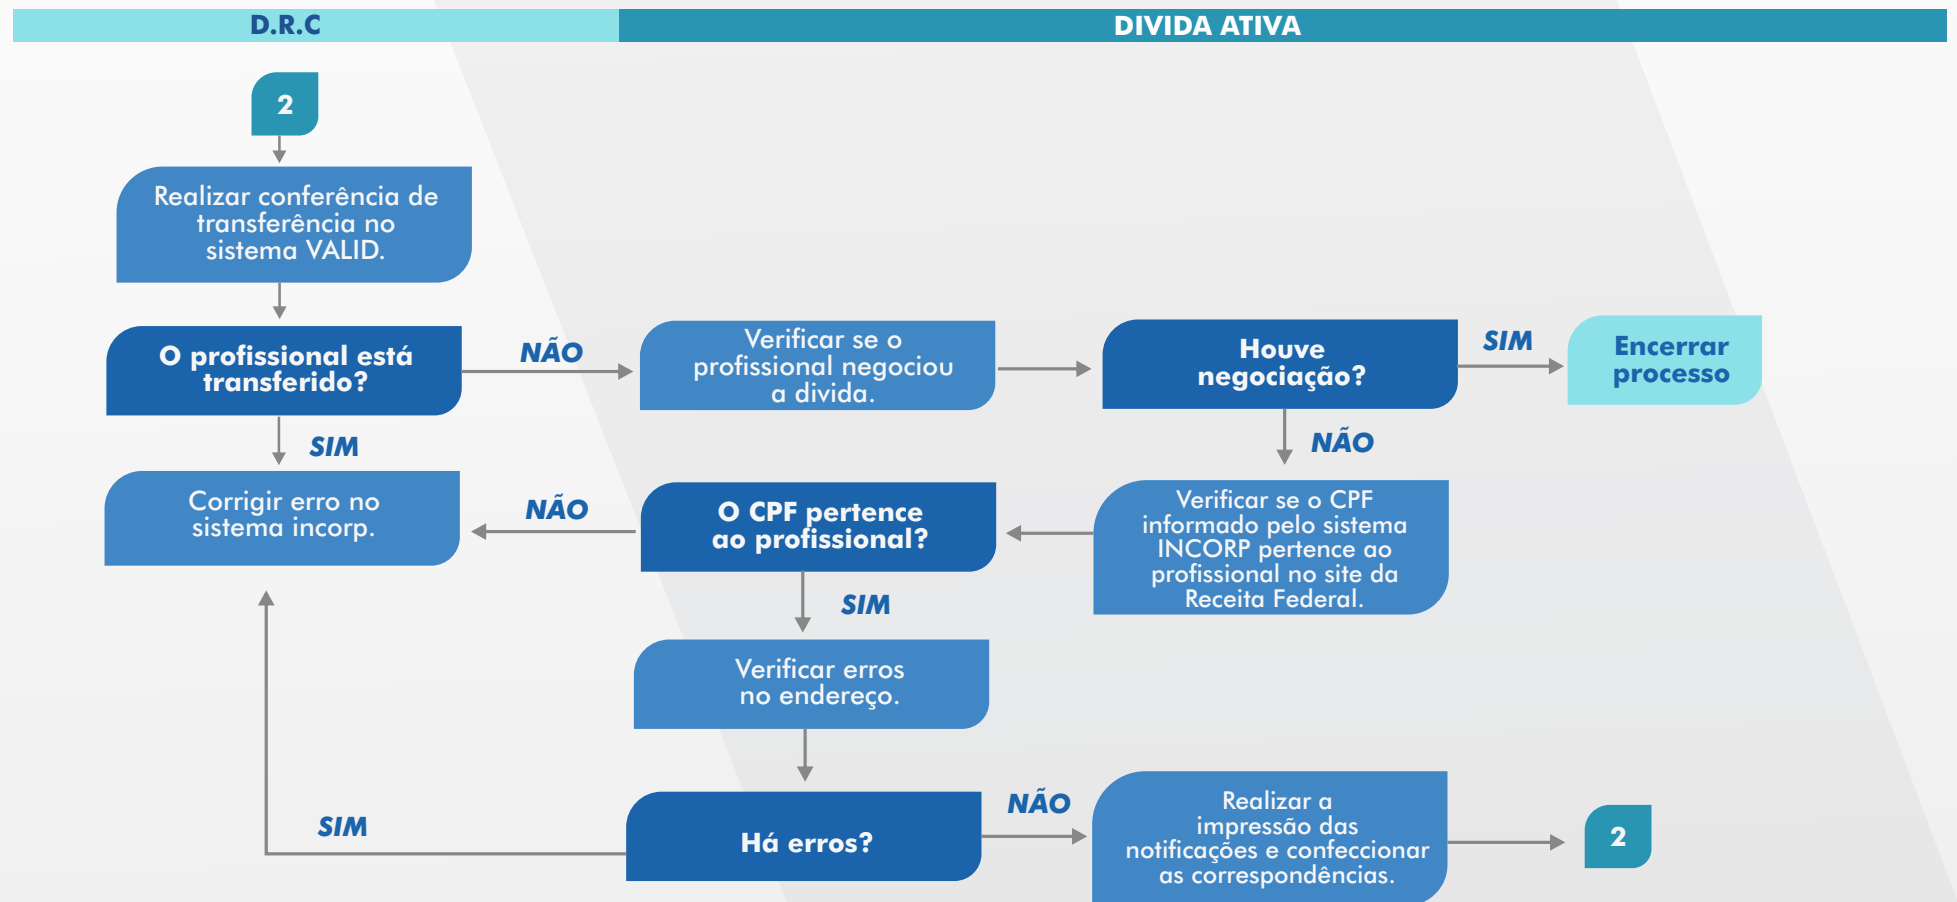 D.R.C
DIVIDA ATIVA
2
Realizar conferência de
transferência no
sistema VALID.
O profissional está
transferido?
NÃO
Verificar se o
profissional negociou
a divida.
Houve
negociação?
SIM
Encerrar
processo
SIM
NÃO
Corrigir erro no
sistema incorp.
NÃO
O CPF pertence
ao profissional?
Verificar se o CPF
informado pelo sistema
INCORP pertence ao
profissional no site da
Receita Federal.
SIM
Verificar erros
no endereço.
SIM
Há erros?
NÃO
Realizar a
impressão das
notificações e confeccionar
as correspondências.
2